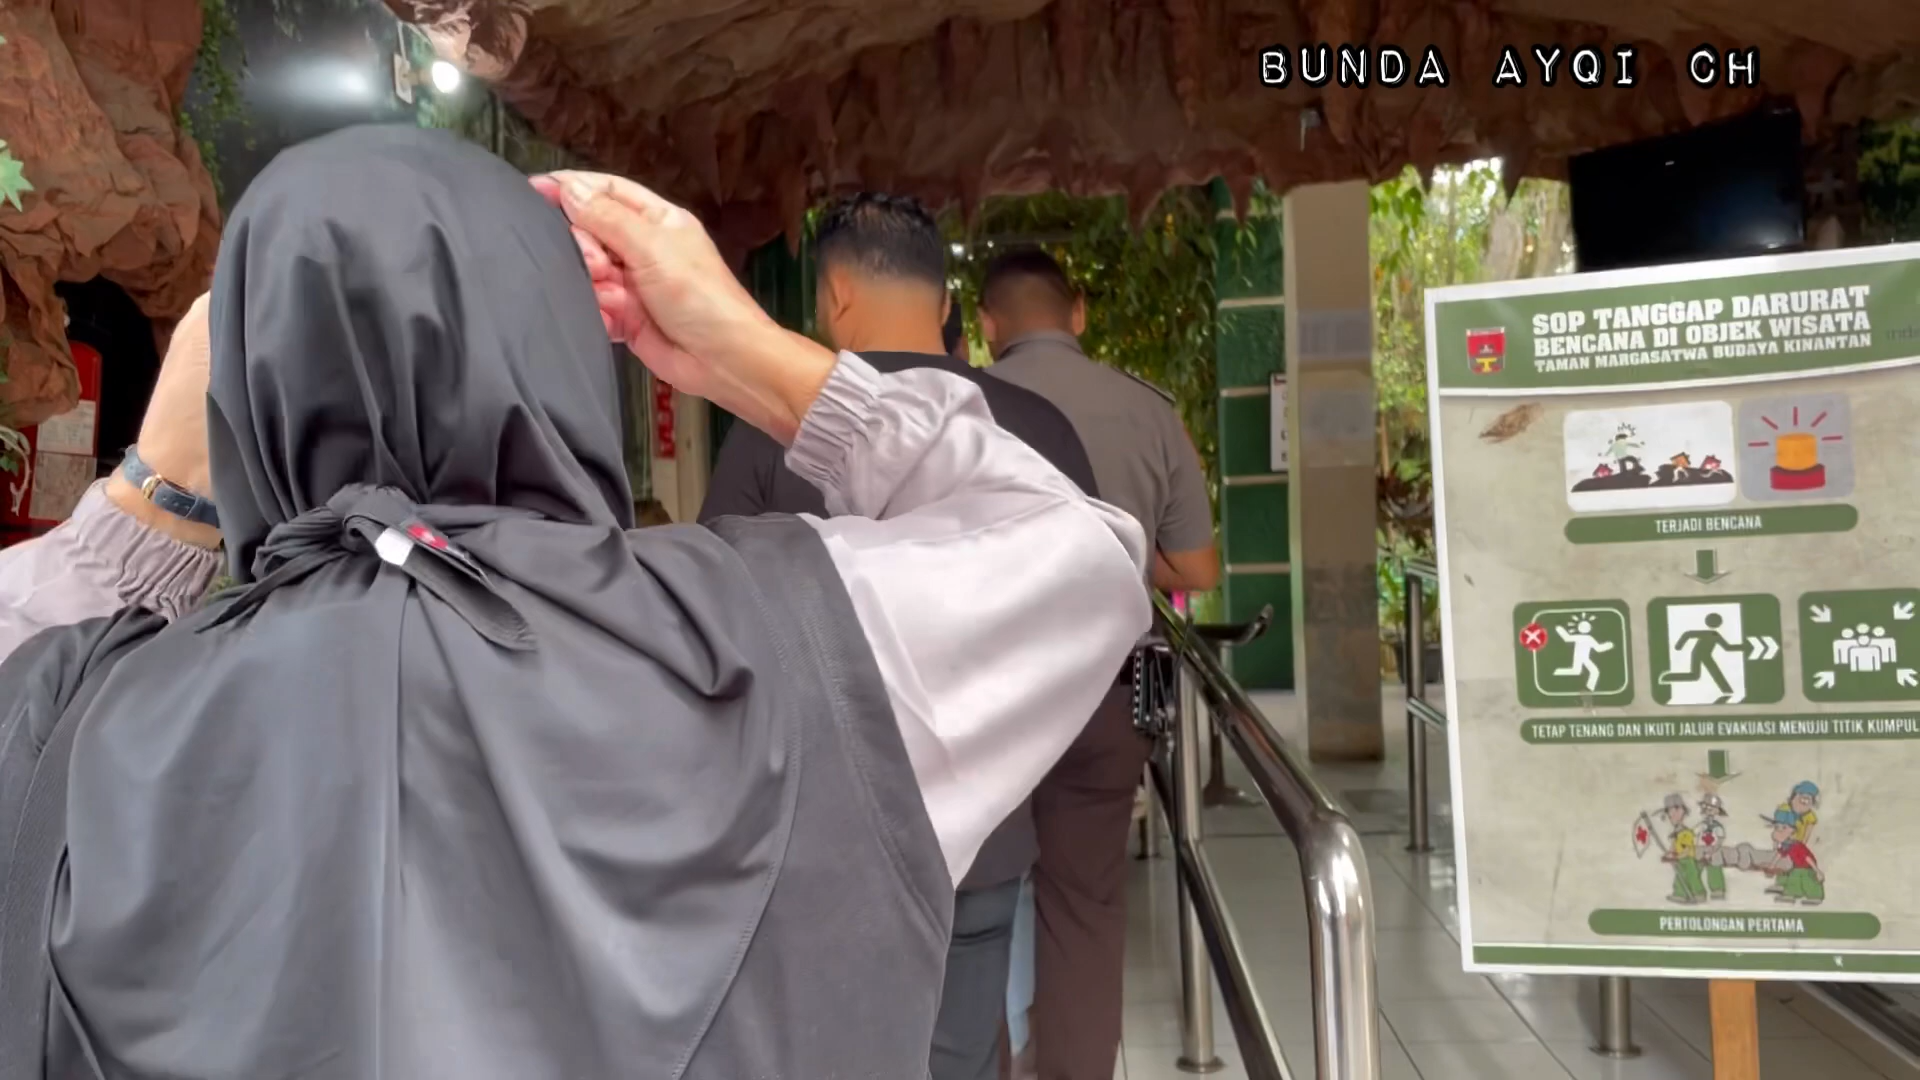 BUNDA AYQI CH
SOP TANGGAP DARURAT
BENCANA DI OBJEK WISATA
TAMAN MARGASATWA BUDAYA KINANTAN
TERJADI BENCANA
TETAP TENANG DAN IKUTI JALUR EVAKUASI MENUJU TITIK KUMPUL
PERTOLONGAN PERTAMA